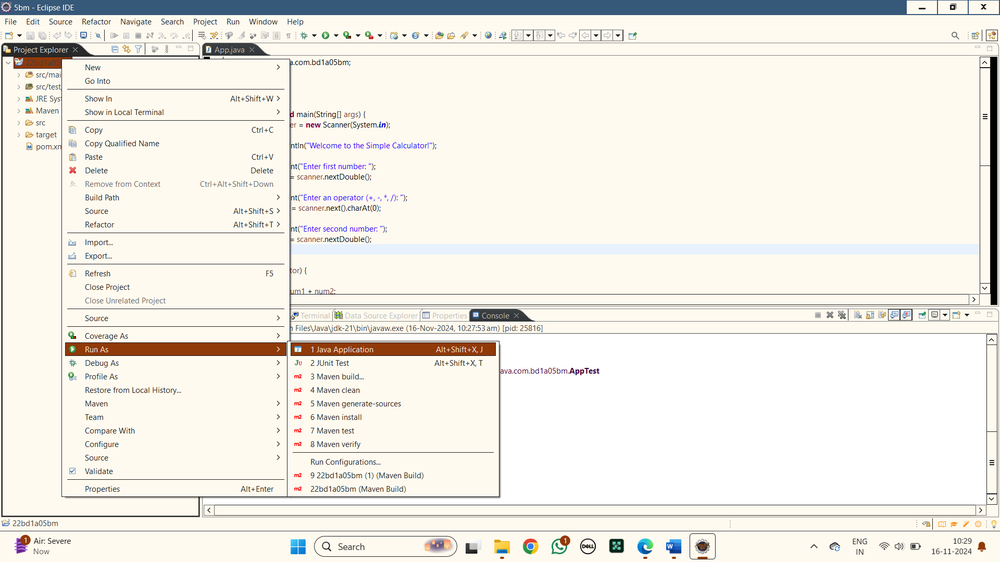 5bm - Eclipse IDE
File Edit Source Refactor Navigate Search Project Run Window Help
Project Explorer
App.java
22bd1a05
src/mai
src/test
JRE Sys
Maven
src
target
pom.xm
New
Go Into
Show In Alt+Shift+W
Show in Local Terminal
Copy Ctrl+C
Copy Qualified Name
Paste Ctrl+V
Delete Delete
Remove from Context Ctrl+Alt+Shift+Down
Build Path
Source Alt+Shift+S
Refactor Alt+Shift+T
Import...
Export...
Refresh F5
Close Project
Close Unrelated Project
Source
Coverage As
Run As
Debug As
Profile As
Restore from Local History...
Maven
Team
Compare With
Configure
Source
Validate
Properties Alt+Enter
1 Java Application Alt+Shift+X, J
2 JUnit Test Alt+Shift+X, T
3 Maven build...
4 Maven clean
5 Maven generate-sources
6 Maven install
7 Maven test
8 Maven verify
Run Configurations...
9 22bd1a05bm (1) (Maven Build)
22bd1a05bm (Maven Build)
a.com.bd1a05bm;
d main(String[] args) {
er = new Scanner(System.in);
ntln("Welcome to the Simple Calculator!");
nt("Enter first number: ");
= scanner.nextDouble();
nt("Enter an operator (+, -, *, /): ");
= scanner.next().charAt(0);
nt("Enter second number: ");
= scanner.nextDouble();
tor) {
um1 + num2;
Terminal Data Source Explorer Properties Console
n Files\Java\jdk-21\bin\javaw.exe (16-Nov-2024, 10:27:53 am) [pid: 25816]
ava.com.bd1a05bm.AppTest
22bd1a05bm
1
Air: Severe
Now
Search
1
DELL
W
ENG
IN
10:29
16-11-2024